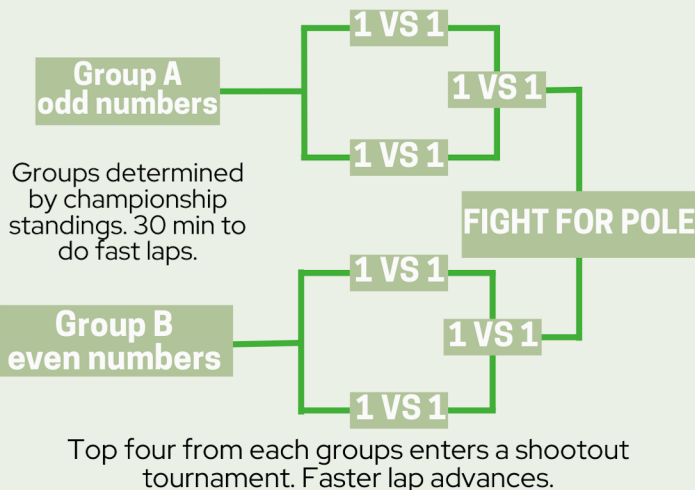 1 VS 1
Group A
odd numbers
1 VS 1
1 VS 1
Groups determined
by championship
standings. 30 min to
do fast laps.
FIGHT FOR POLE
1 VS 1
Group B
even numbers
1 VS 1
1 VS 1
Top four from each groups enters a shootout
tournament. Faster lap advances.